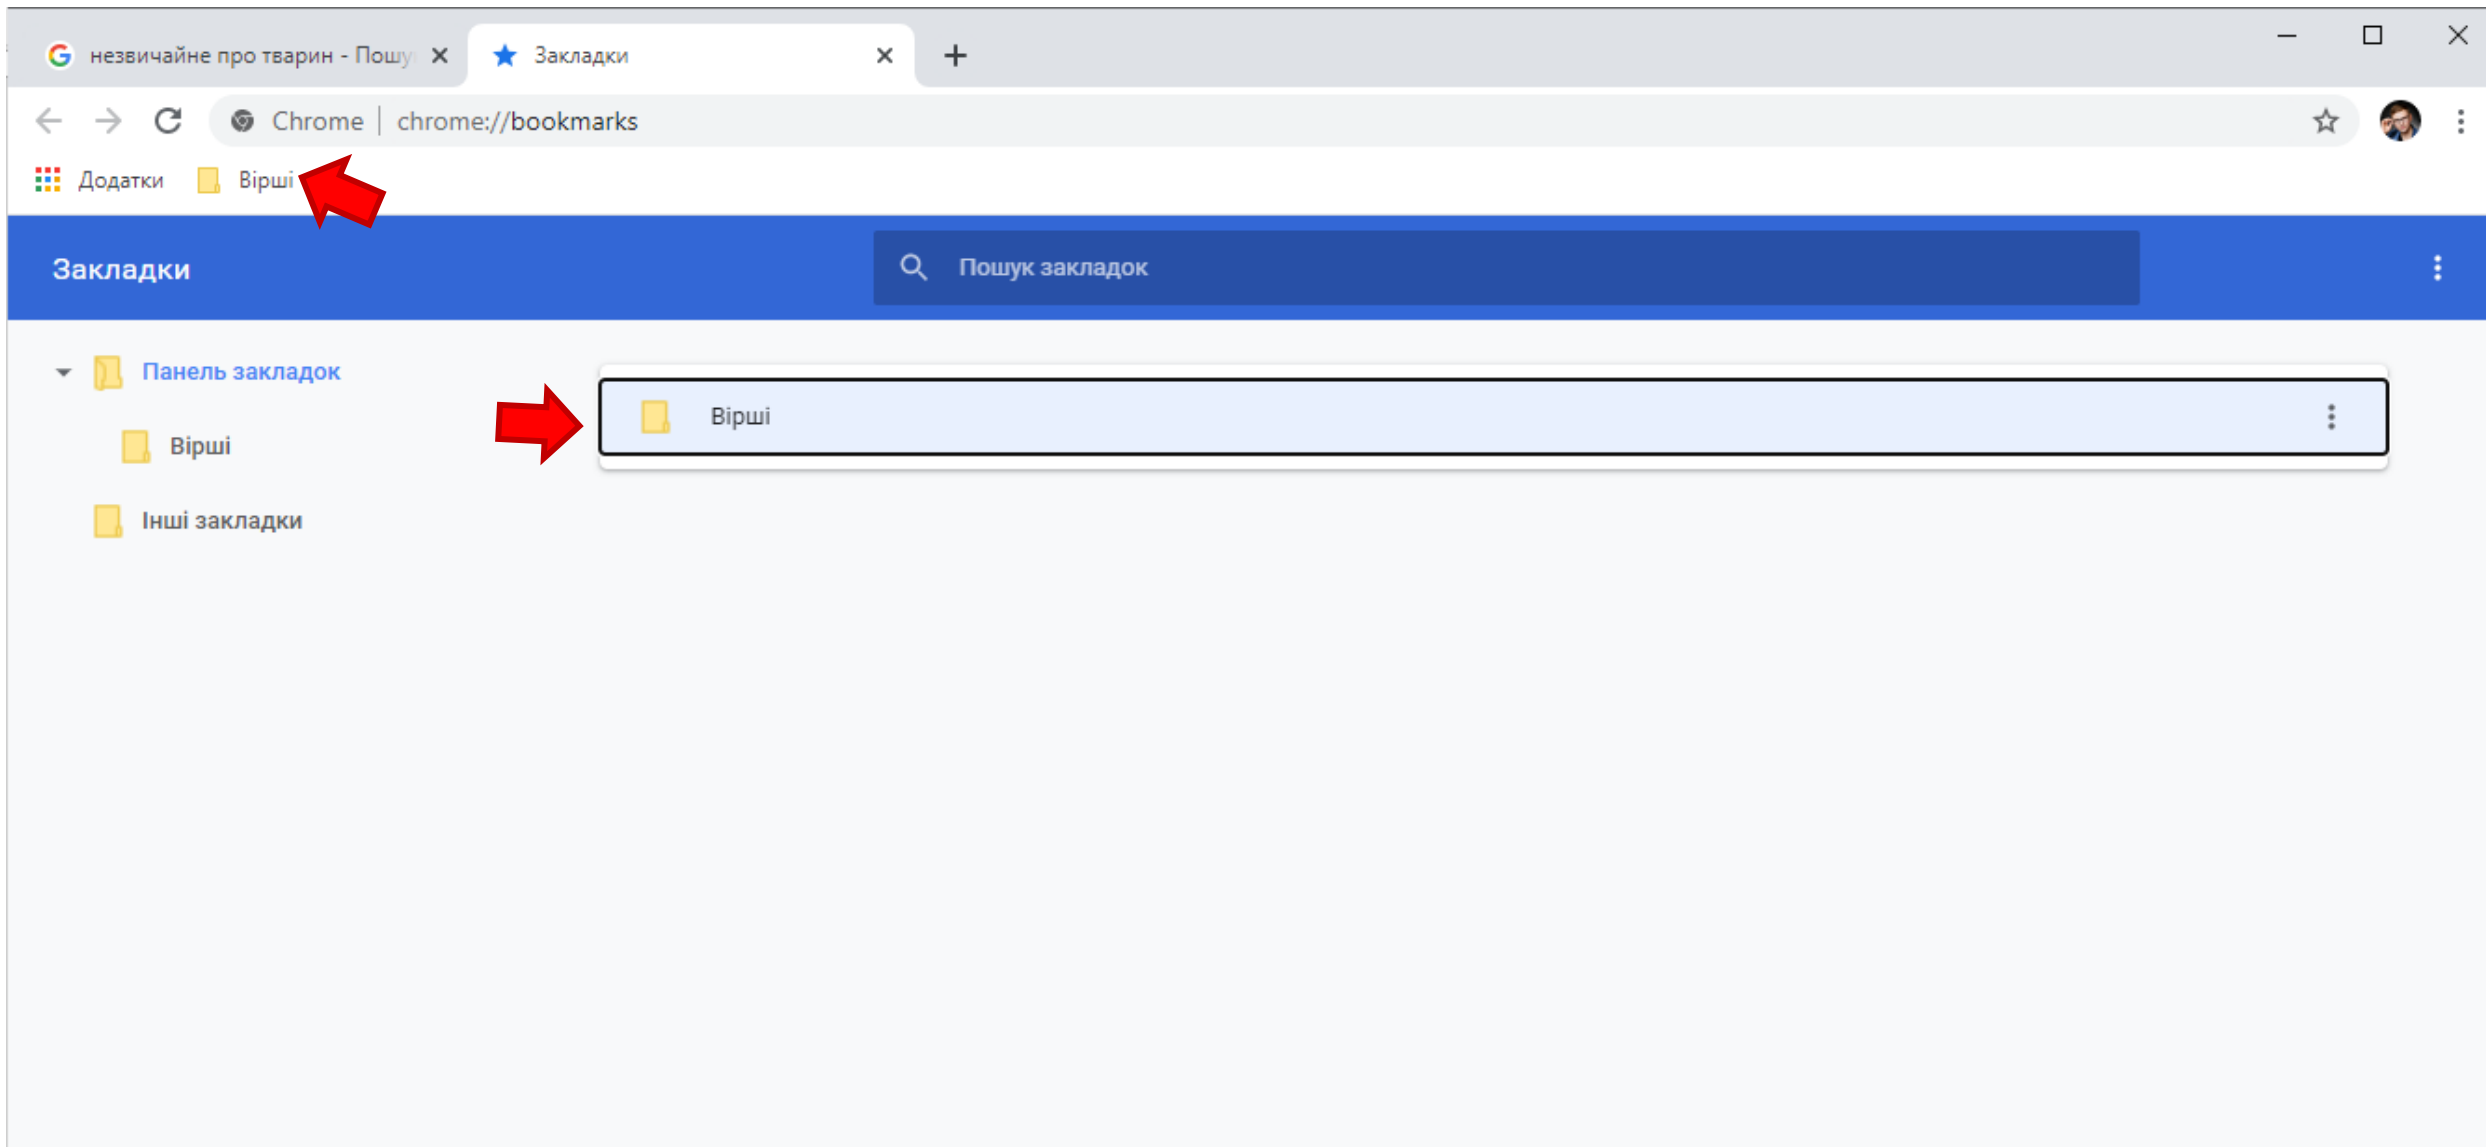 незвичайне про тварин - Пошу
Закладки
Chrome | chrome://bookmarks
Додатки Вірші
Закладки
Пошук закладок
Панель закладок
Вірші
Вірші
Інші закладки